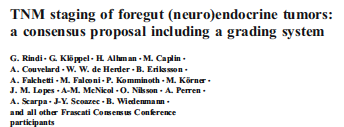 TNM staging of foregut (neuro)endocrine tumors:
a consensus proposal including a grading system
G. Rindi · G. Klöppel · H. Alhman · M. Caplin ·
A. Couvelard · W. W. de Herder · B. Erikssson ·
A. Falchetti · M. Falconi · P. Komminoth · M. Körner ·
J. M. Lopes · A-M. McNicol · O. Nilsson · A. Perren ·
A. Scarpa · J-Y. Scoazec · B. Wiedenmann ·
and all other Frascati Consensus Conference
participants